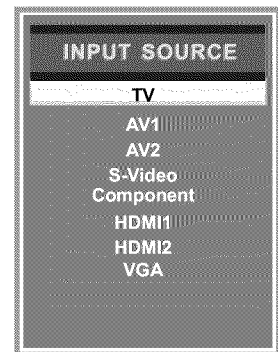 INPUT SOURCE
TV
AV1
AV2
S-Video
Component
HDMI1
HDMI2
VGA